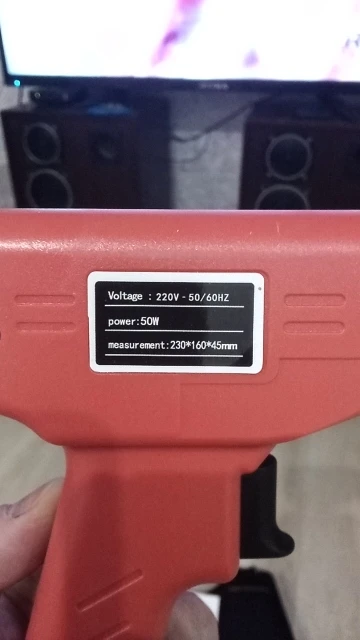 Voltage : 220V - 50/60HZ
power:50W
measurement:230*160*45mm